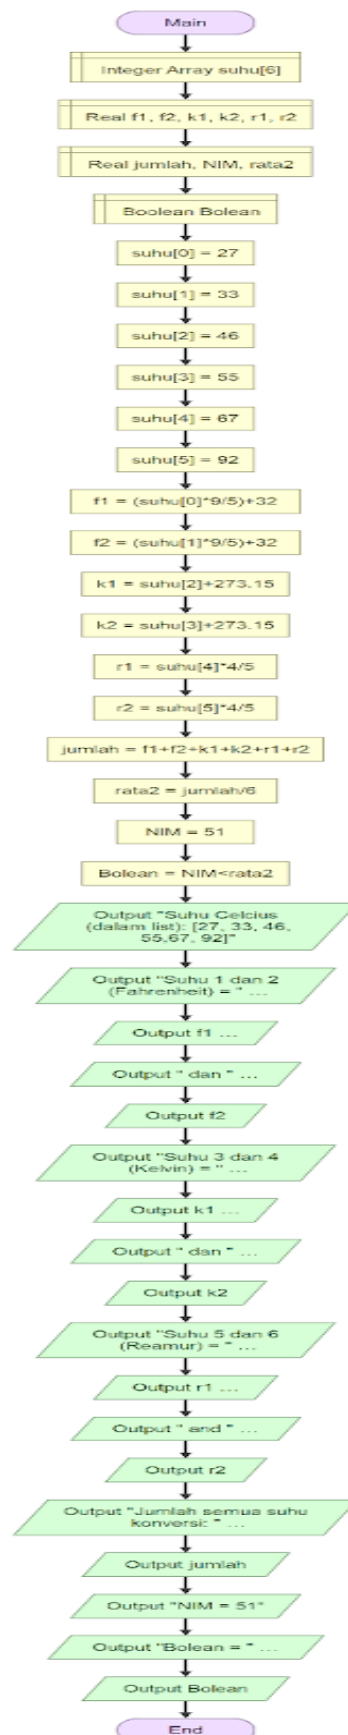 Main
Integer Array suhu[6]
Real f1, f2, k1, k2, r1, r2
Real jumlah, NIM, rata2
Boolean Bolean
suhu[0] = 27
suhu[1] = 33
suhu[2] = 46
suhu[3] = 55
suhu[4] = 67
suhu[5] = 92
f1 = (suhu[0]*9/5)+32
f2 = (suhu[1]*9/5)+32
k1 = suhu[2]+273.15
k2 = suhu[3]+273.15
r1 = suhu[4]*4/5
r2 = suhu[5]*4/5
jumlah = f1+f2+k1+k2+r1+r2
rata2 = jumlah/6
NIM = 51
Bolean = NIM<rata2
Output "Suhu Celcius
(dalam list): [27, 33, 46,
55,67, 92]"
Output "Suhu 1 dan 2
(Fahrenheit) = " ...
Output f1 ...
Output " dan " ...
Output f2
Output "Suhu 3 dan 4
(Kelvin) = " ...
Output k1 ...
Output " dan " ...
Output k2
Output "Suhu 5 dan 6
(Reamur) = " ...
Output r1 ...
Output " and " ...
Output r2
Output "Jumlah semua suhu
konversi: " ...
Output jumlah
Output "NIM = 51"
Output "Bolean = " ...
Output Bolean
End